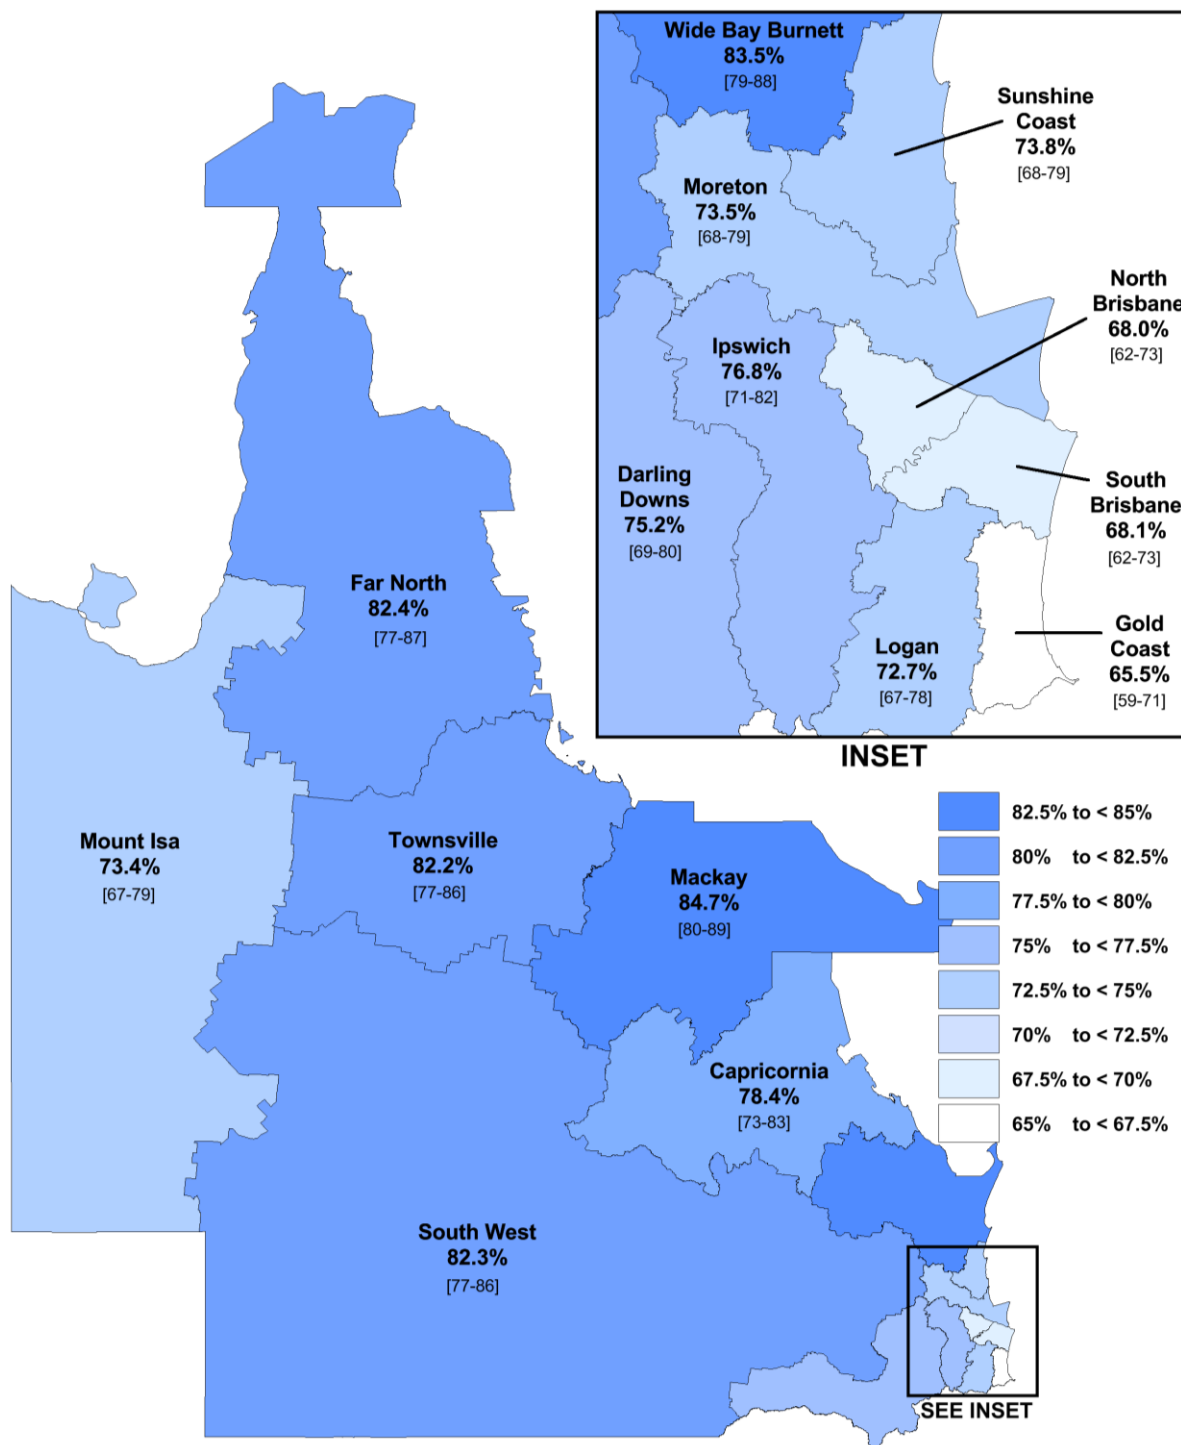 Wide Bay Burnett
83.5%
[79-88]
Sunshine
Coast
73.8%
[68-79]
Moreton
73.5%
[68-79]
North
Brisbane
68.0%
[62-73]
Ipswich
76.8%
[71-82]
Darling
Downs
75.2%
[69-80]
South
Brisbane
68.1%
[62-73]
Gold
Coast
65.5%
[59-71]
Logan
72.7%
[67-78]
INSET
Far North
82.4%
[77-87]
Mount Isa
73.4%
[67-79]
Townsville
82.2%
[77-86]
Mackay
84.7%
[80-89]
Capricornia
78.4%
[73-83]
South West
82.3%
[77-86]
82.5% to < 85%
80% to < 82.5%
77.5% to < 80%
75% to < 77.5%
72.5% to < 75%
70% to < 72.5%
67.5% to < 70%
65% to < 67.5%
SEE INSET